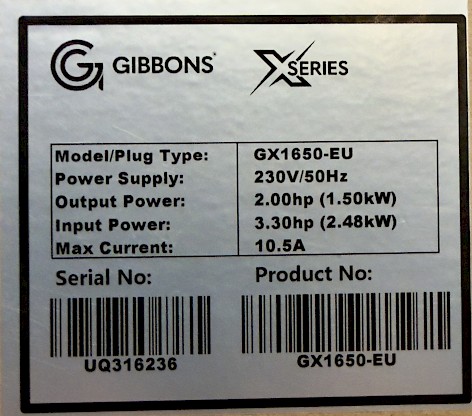 GIBBONS® XSERIES
Model/Plug Type: GX1650-EU
Power Supply: 230V/50Hz
Output Power: 2.00hp (1.50kW)
Input Power: 3.30hp (2.48kW)
Max Current: 10.5A
Serial No: Product No:
UQ316236 GX1650-EU